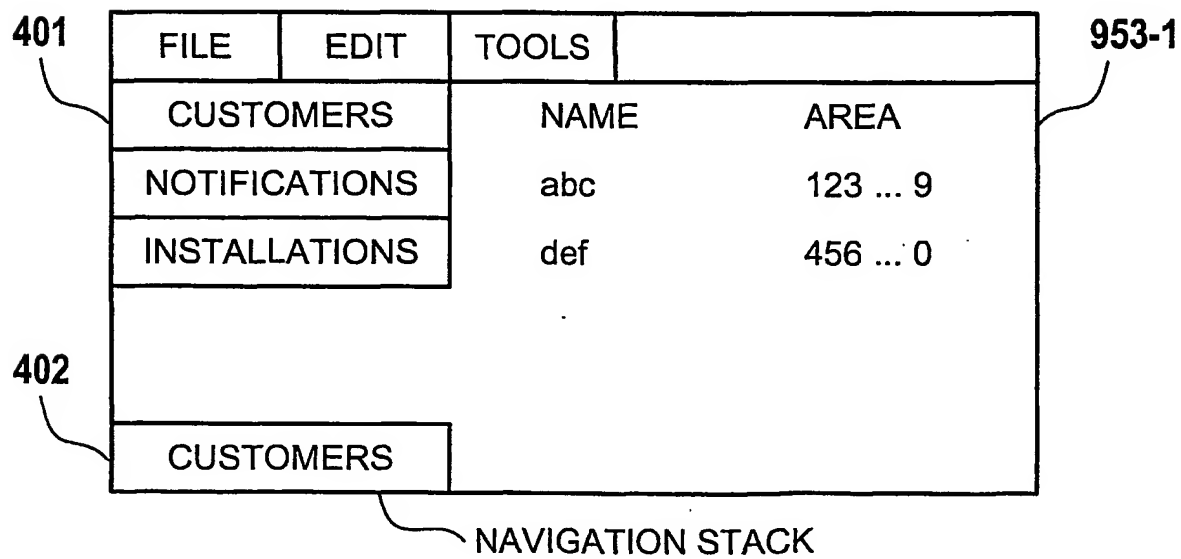 401 FILE EDIT TOOLS 953-1
CUSTOMERS NAME AREA
NOTIFICATIONS abc 123 ... 9
INSTALLATIONS def 456 ... 0
402
CUSTOMERS
NAVIGATION STACK